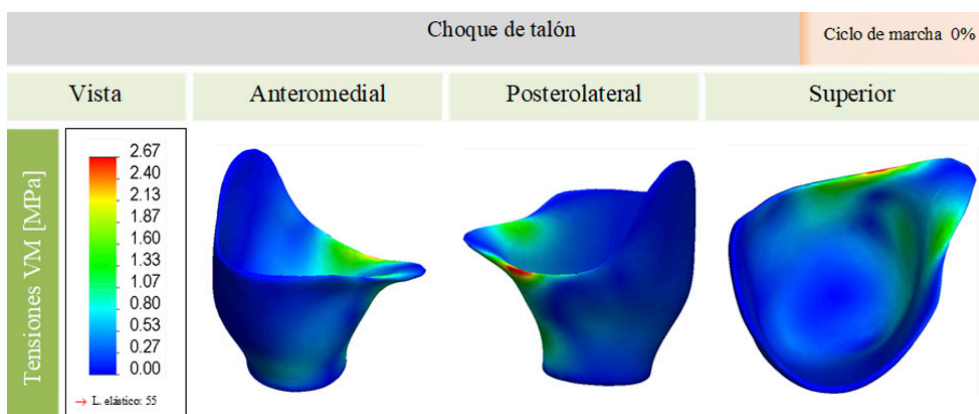 Choque de talón
Ciclo de marcha 0%
Vista
Anteromedial
Posterolateral
Superior
Tensiones VM [MPa]
2.67
2.40
2.13
1.87
1.60
1.33
1.07
0.80
0.53
0.27
0.00
→ L. elástico: 55